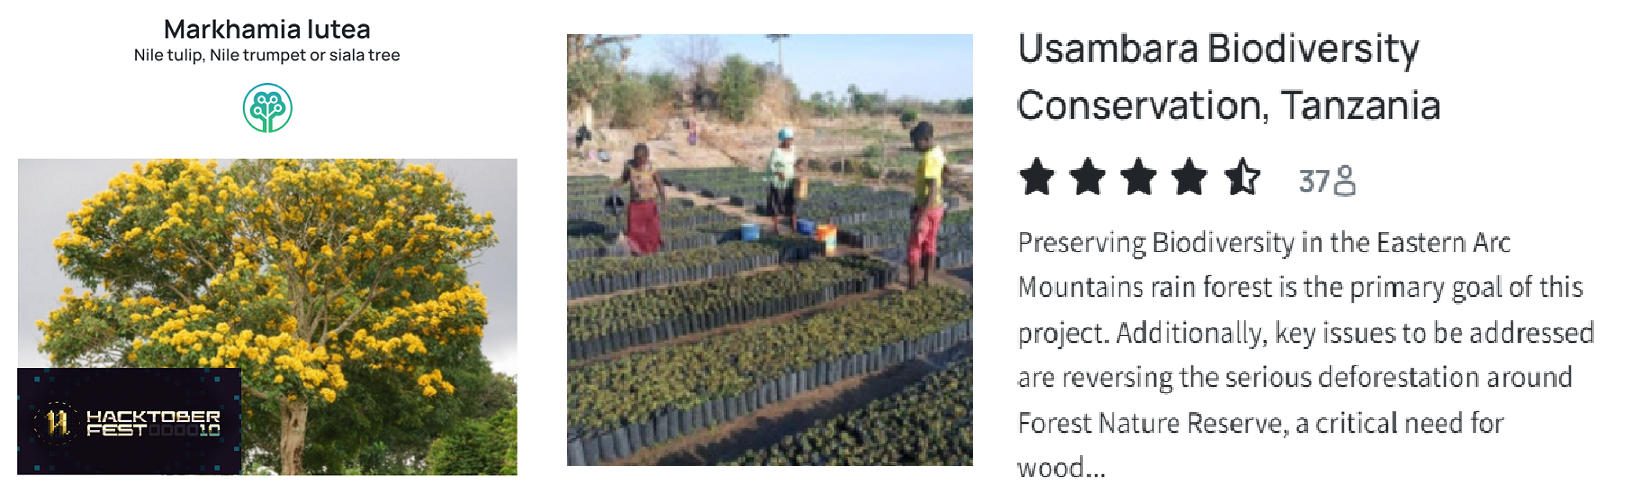 Markhamia lutea
Nile tulip, Nile trumpet or siala tree
HACKTOBER
FEST 10
Usambara Biodiversity
Conservation, Tanzania
37
Preserving Biodiversity in the Eastern Arc
Mountains rain forest is the primary goal of this
project. Additionally, key issues to be addressed
are reversing the serious deforestation around
Forest Nature Reserve, a critical need for
wood...